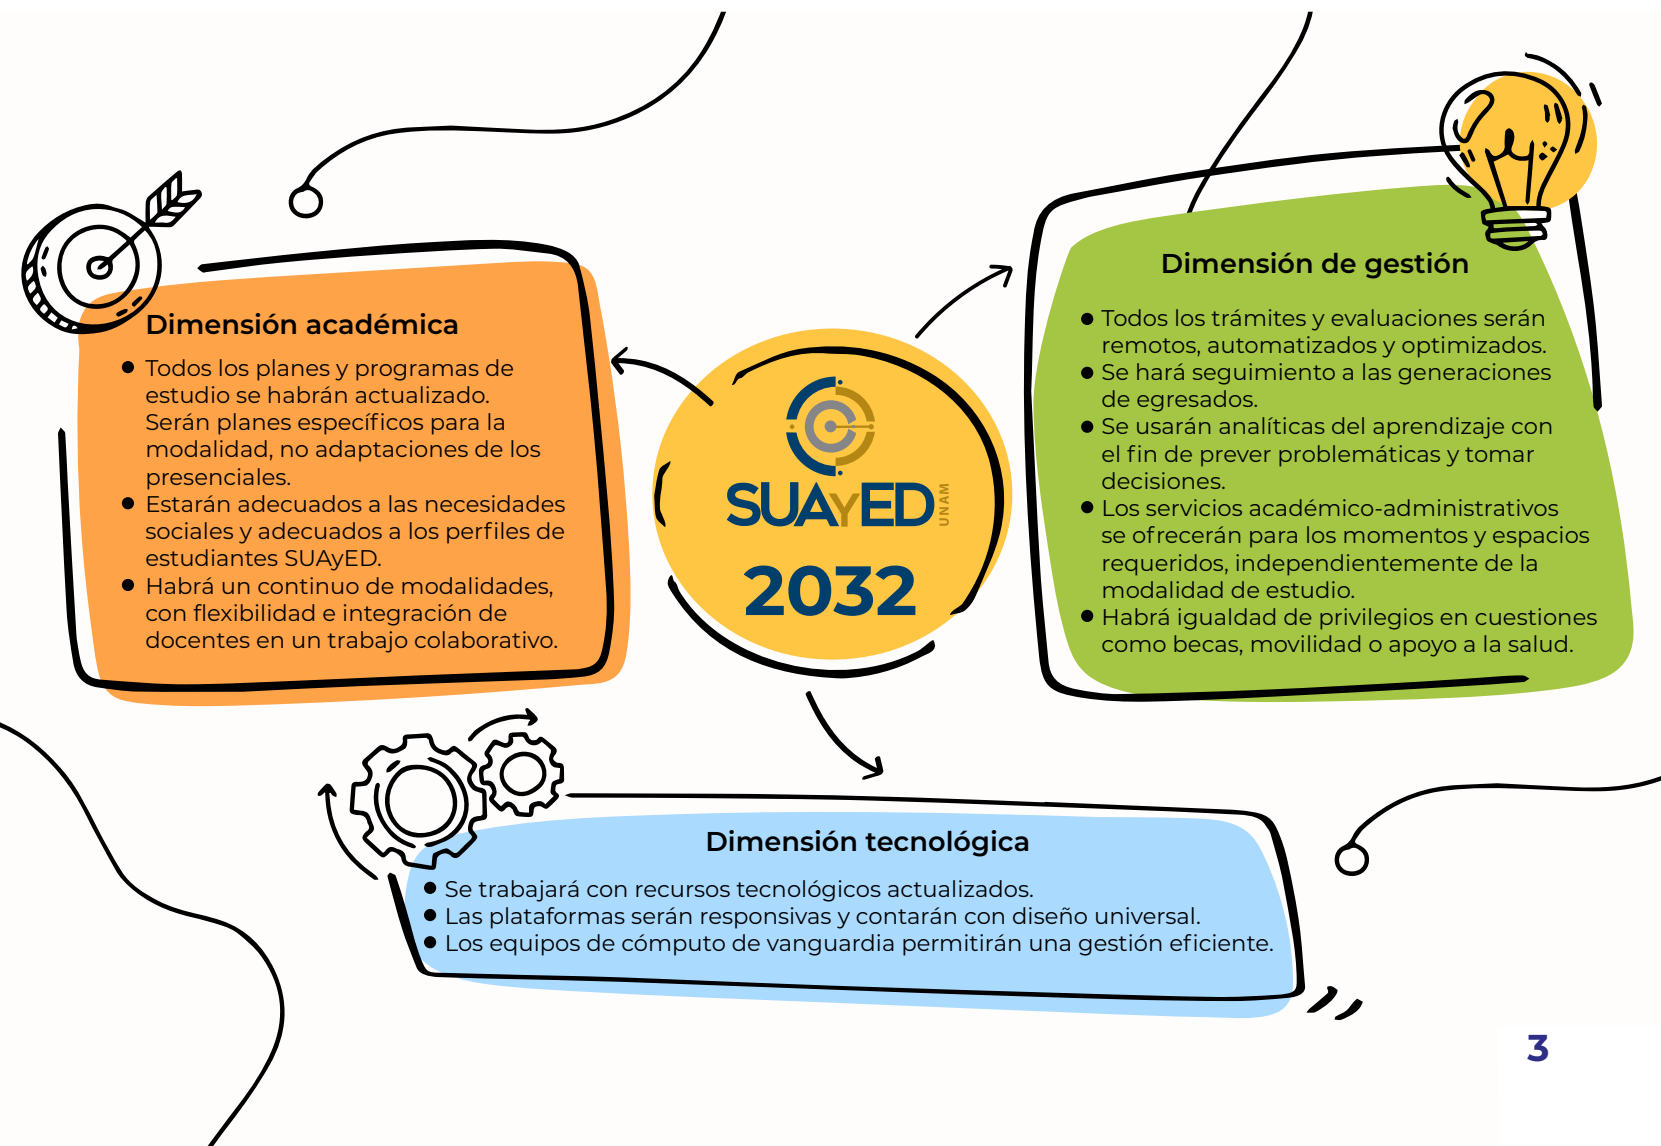 Dimensión académica
● Todos los planes y programas de
estudio se habrán actualizado.
Serán planes específicos para la
modalidad, no adaptaciones de los
presenciales.
● Estarán adecuados a las necesidades
sociales y adecuados a los perfiles de
estudiantes SUAyED.
● Habrá un continuo de modalidades,
con flexibilidad e integración de
docentes en un trabajo colaborativo.
SUAYED
UNAM
2032
Dimensión de gestión
● Todos los trámites y evaluaciones serán
remotos, automatizados y optimizados.
● Se hará seguimiento a las generaciones
de egresados.
● Se usarán analíticas del aprendizaje con
el fin de prever problemáticas y tomar
decisiones.
● Los servicios académico-administrativos
se ofrecerán para los momentos y espacios
requeridos, independientemente de la
modalidad de estudio.
● Habrá igualdad de privilegios en cuestiones
como becas, movilidad o apoyo a la salud.
Dimensión tecnológica
● Se trabajará con recursos tecnológicos actualizados.
● Las plataformas serán responsivas y contarán con diseño universal.
● Los equipos de cómputo de vanguardia permitirán una gestión eficiente.
3